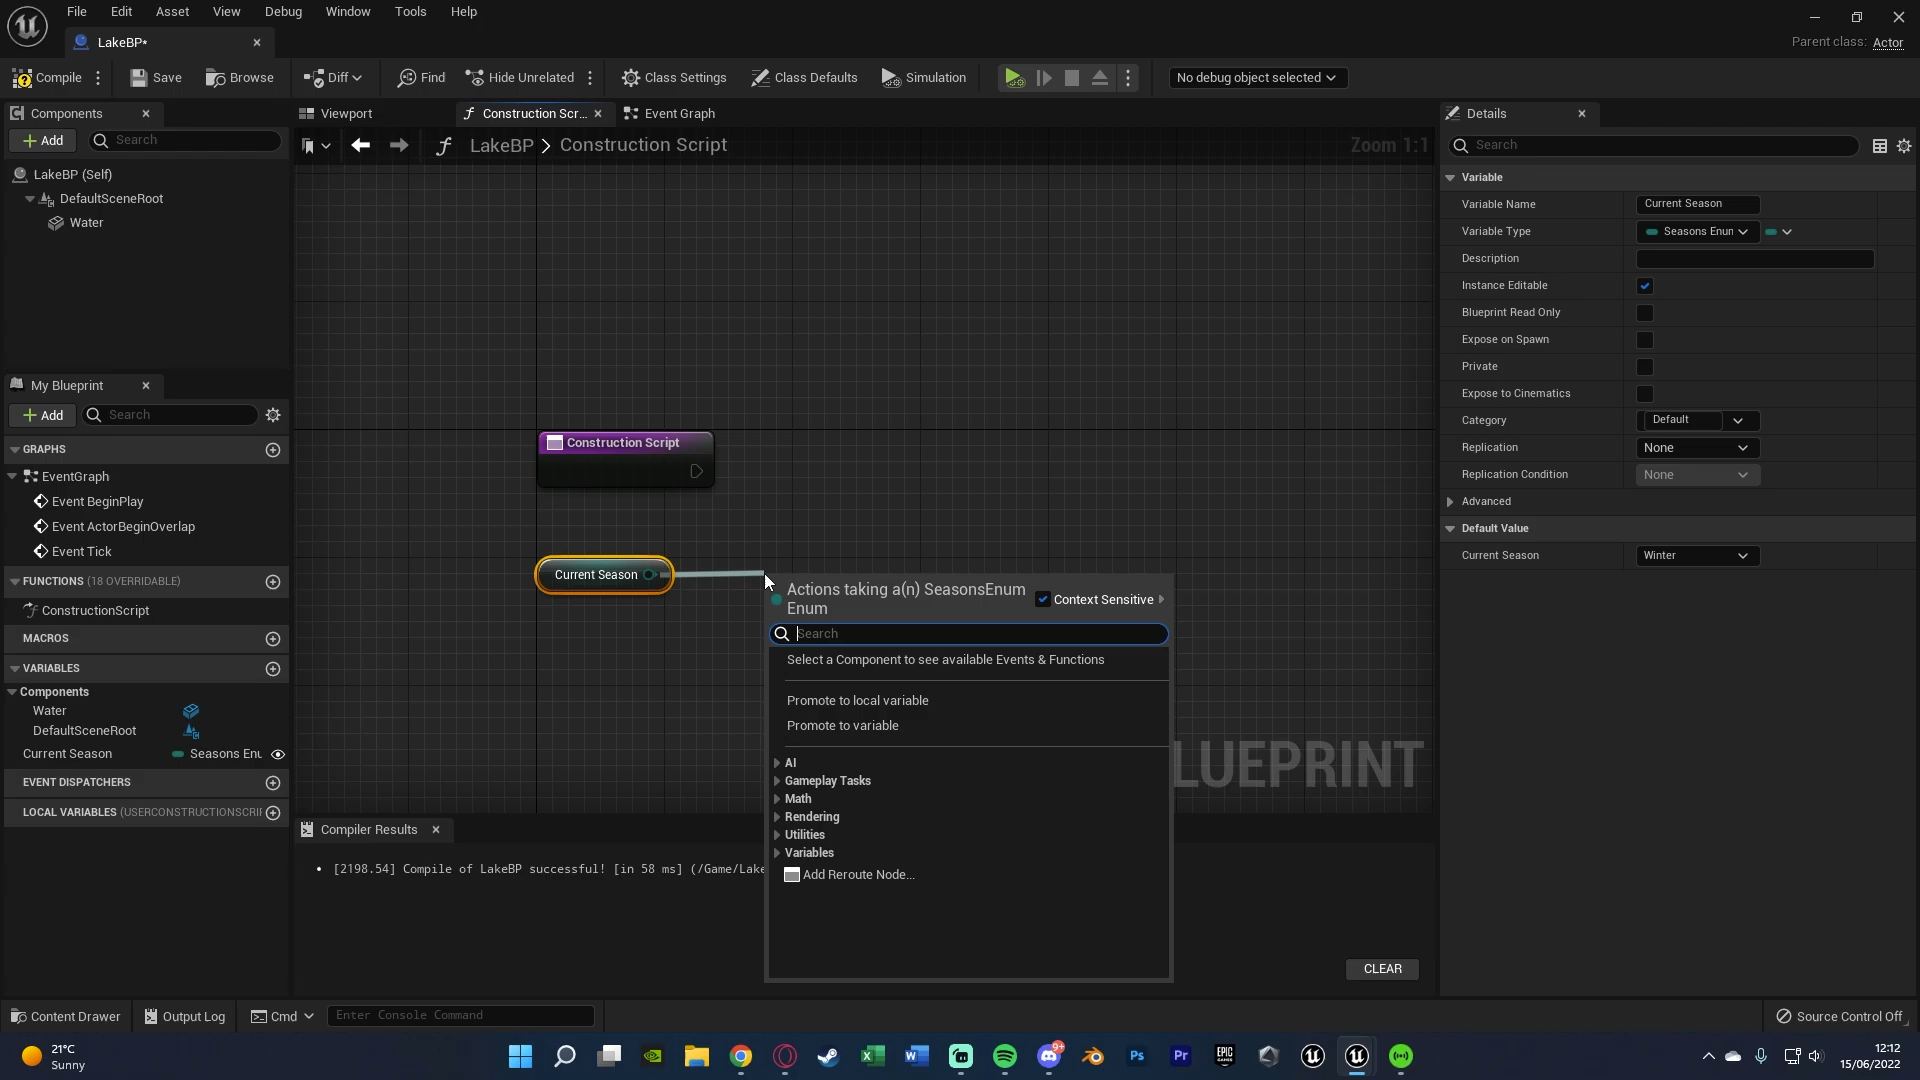 File Edit Asset View Debug Window Tools Help
LakeBP*
Parent class: Actor
Compile Save Browse Diff Find Hide Unrelated Class Settings Class Defaults Simulation No debug object selected
Components
Add Search
LakeBP (Self)
DefaultSceneRoot
Water
Viewport Construction Scr... Event Graph
LakeBP > Construction Script
Zoom 1:1
My Blueprint
Add Search
GRAPHS
EventGraph
Event BeginPlay
Event ActorBeginOverlap
Event Tick
FUNCTIONS (18 OVERRIDABLE)
ConstructionScript
MACROS
VARIABLES
Components
Water
DefaultSceneRoot
Current Season Seasons Enu
EVENT DISPATCHERS
LOCAL VARIABLES (USERCONSTRUCTIONSCRIP
Construction Script
Current Season
Actions taking a(n) SeasonsEnum
Enum
Context Sensitive
Search
Select a Component to see available Events & Functions
Promote to local variable
Promote to variable
AI
Gameplay Tasks
Math
Rendering
Utilities
Variables
Add Reroute Node...
LUEPRINT
Compiler Results
[2198.54] Compile of LakeBP successful! [in 58 ms] (/Game/Lake
CLEAR
Details
Search
Variable
Variable Name Current Season
Variable Type Seasons Enum
Description
Instance Editable
Blueprint Read Only
Expose on Spawn
Private
Expose to Cinematics
Category Default
Replication None
Replication Condition None
Advanced
Default Value
Current Season Winter
Content Drawer Output Log Cmd Enter Console Command Source Control Off
21°C
Sunny
9+
Ps
Pr
EPIC
GAMES
12:12
15/06/2022